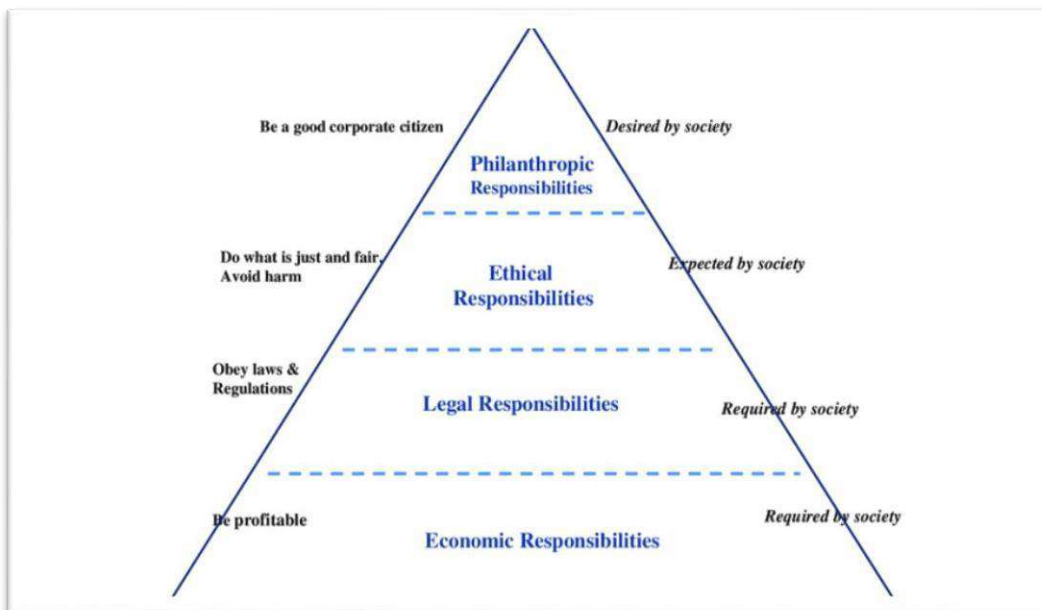 Be a good corporate citizen
Desired by society
Philanthropic
Responsibilities
Do what is just and fair,
Avoid harm
Expected by society
Ethical
Responsibilities
Obey laws &
Regulations
Legal Responsibilities
Required by society
Be profitable
Required by society
Economic Responsibilities